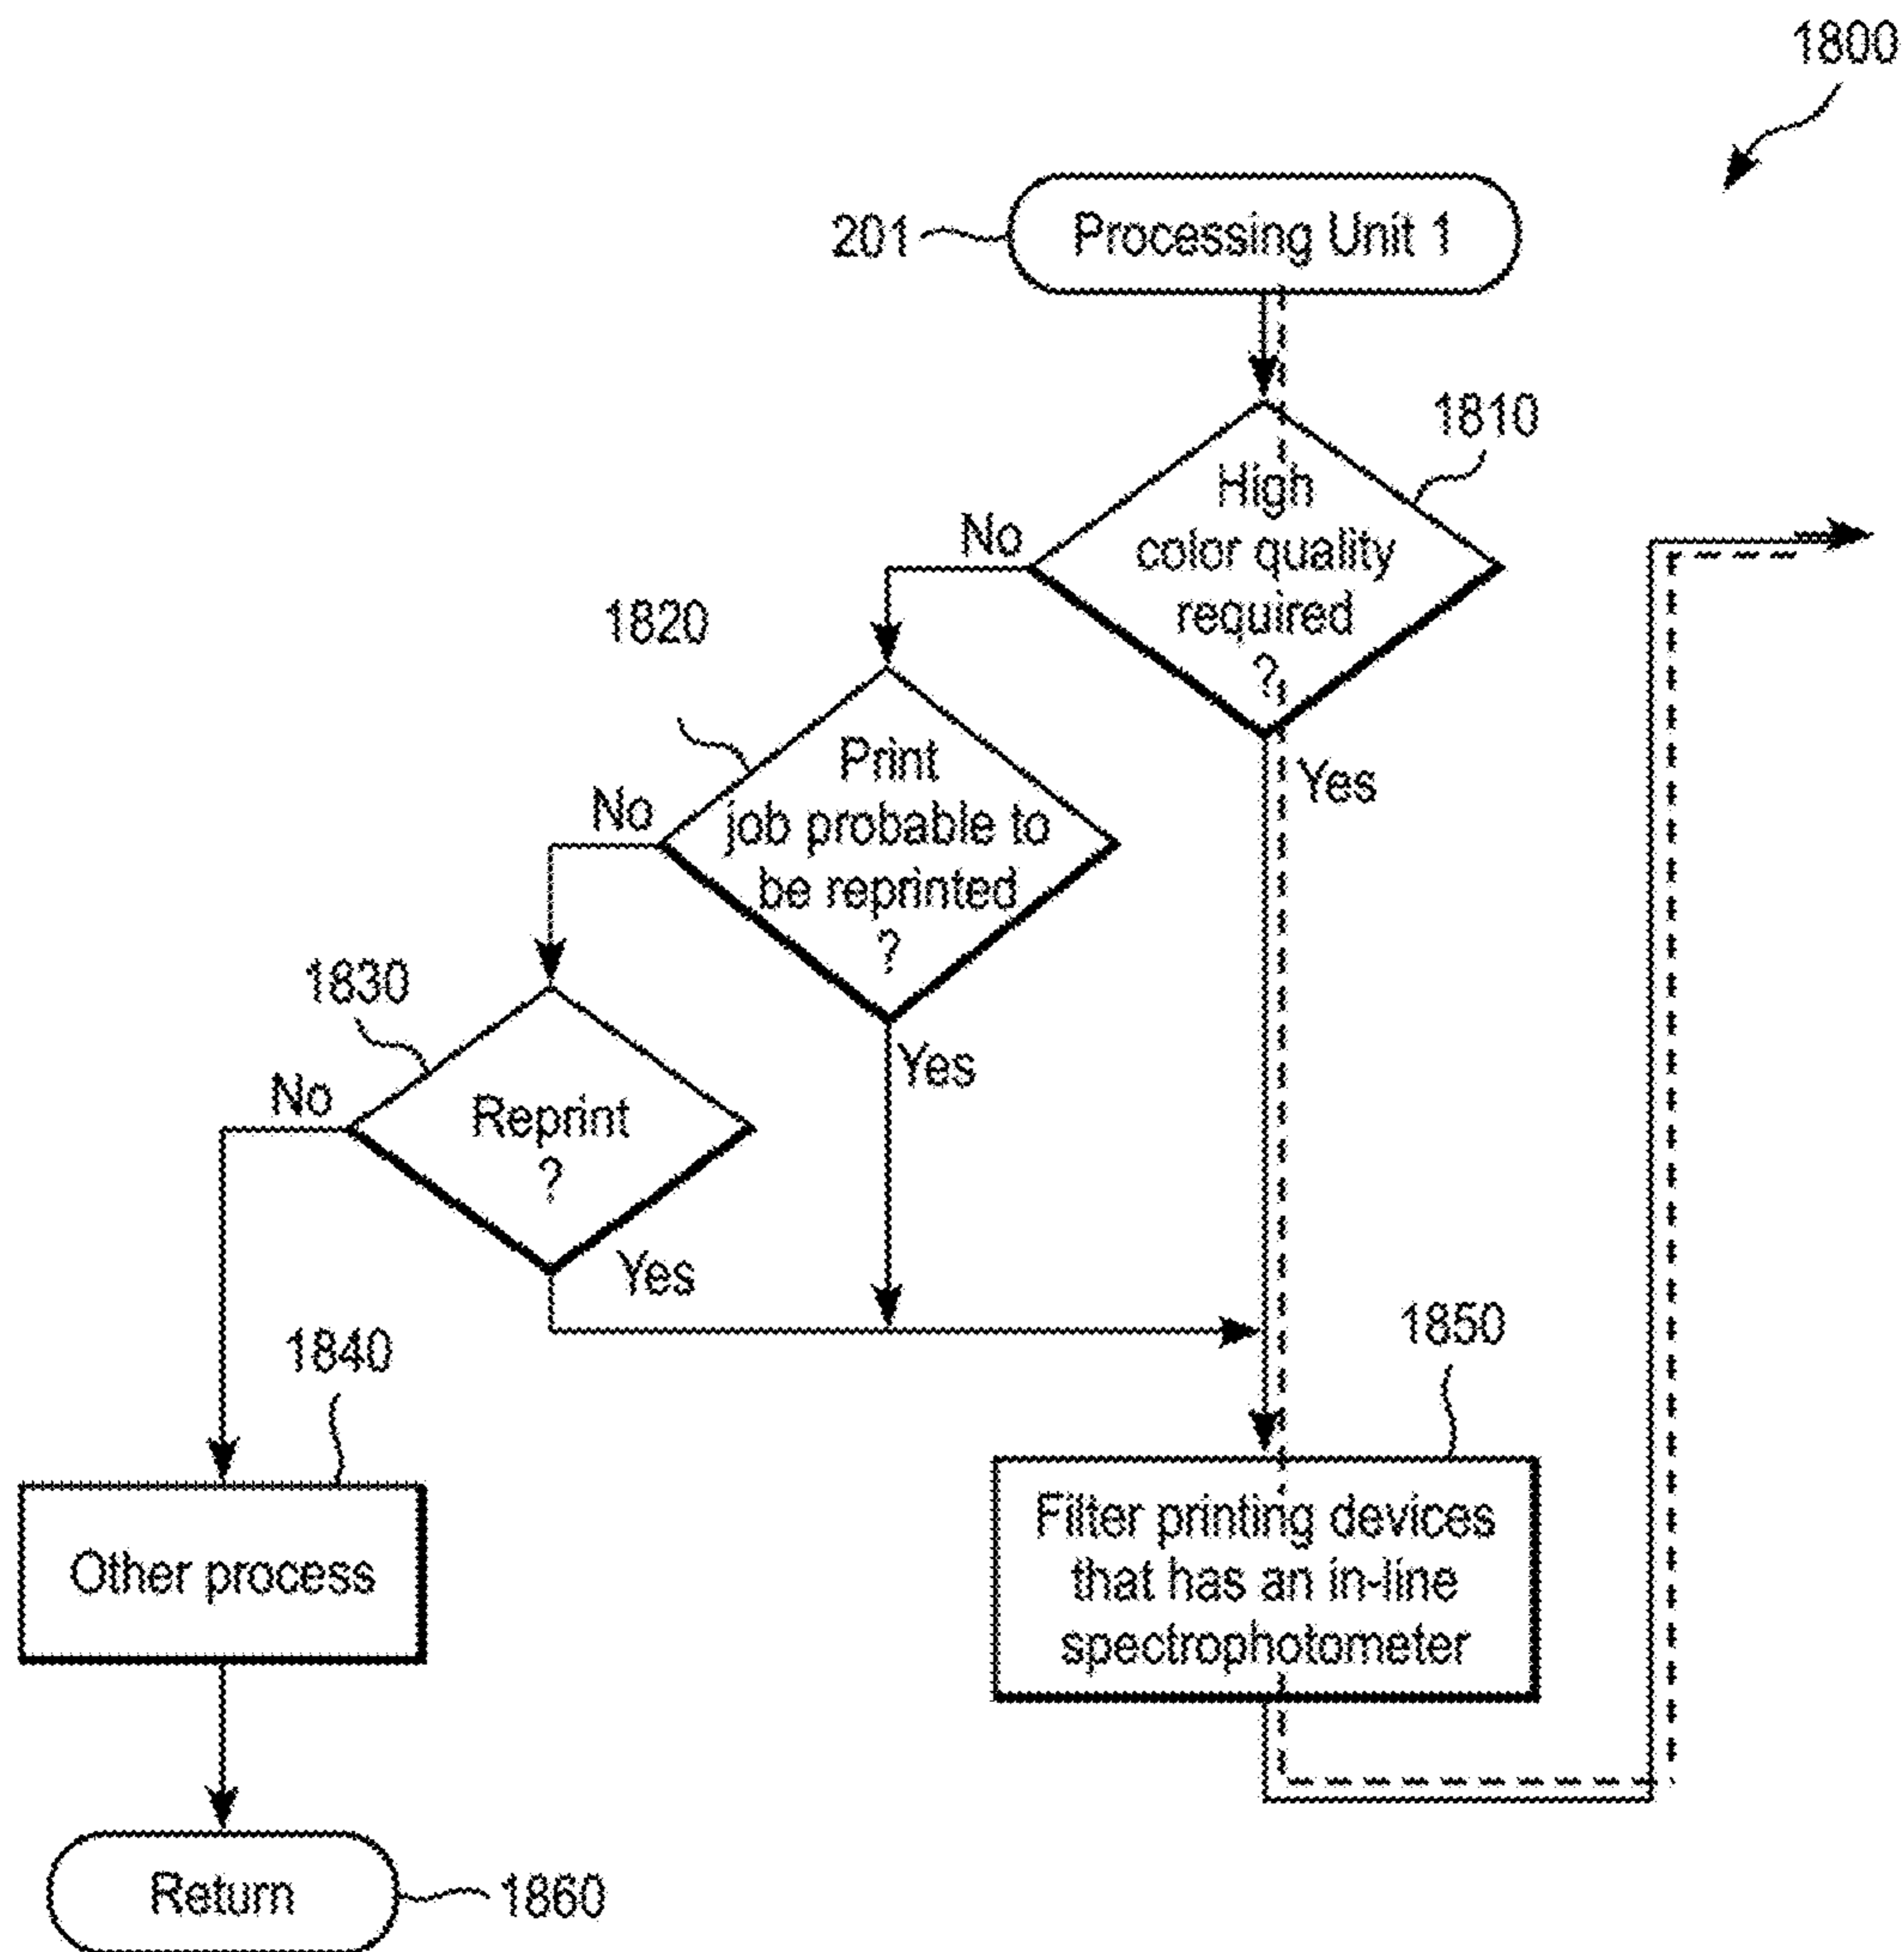 1800
201
Processing Unit 1
1810
High
color quality
required
?
No
Yes
1820
Print
job probable to
be reprinted
?
No
Yes
1830
Reprint
?
No
Yes
1840
Other process
1850
Filter printing devices
that has an in-line
spectrophotometer
Return
1860